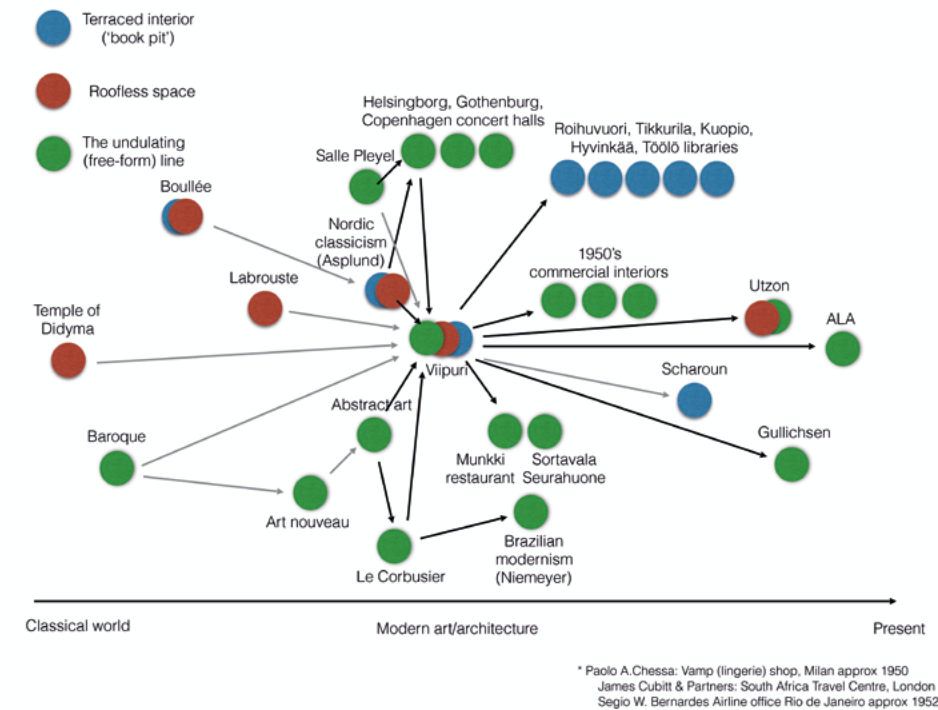 Terraced interior
('book pit')
Roofless space
The undulating
(free-form) line
Helsingborg, Gothenburg,
Copenhagen concert halls
Roihuvuori, Tikkurila, Kuopio,
Hyvinkää, Töölö libraries
Salle Pleyel
Boullée
Nordic
classicism
(Asplund)
1950's
commercial interiors
Labrouste
Utzon
Temple of
Didyma
ALA
Viipuri
Scharoun
Abstract art
Baroque
Gullichsen
Munkki
restaurant
Sortavala
Seurahuone
Art nouveau
Brazilian
modernism
(Niemeyer)
Le Corbusier
Classical world
Modern art/architecture
Present
* Paolo A.Chessa: Vamp (lingerie) shop, Milan approx 1950
James Cubitt & Partners: South Africa Travel Centre, London
Segio W. Bernardes Airline office Rio de Janeiro approx 1952